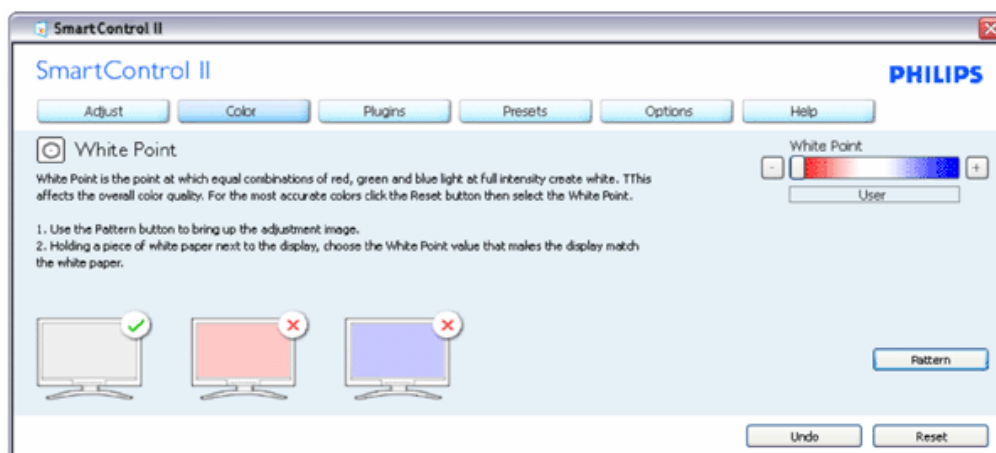 SmartControl II
SmartControl II
PHILIPS
Adjust
Color
Plugins
Presets
Options
Help
White Point
White Point is the point at which equal combinations of red, green and blue light at full intensity create white. TThis
affects the overall color quality. For the most accurate colors click the Reset button then select the White Point.
1. Use the Pattern button to bring up the adjustment image.
2. Holding a piece of white paper next to the display, choose the White Point value that makes the display match
the white paper.
White Point
- +
User
Pattern
Undo
Reset